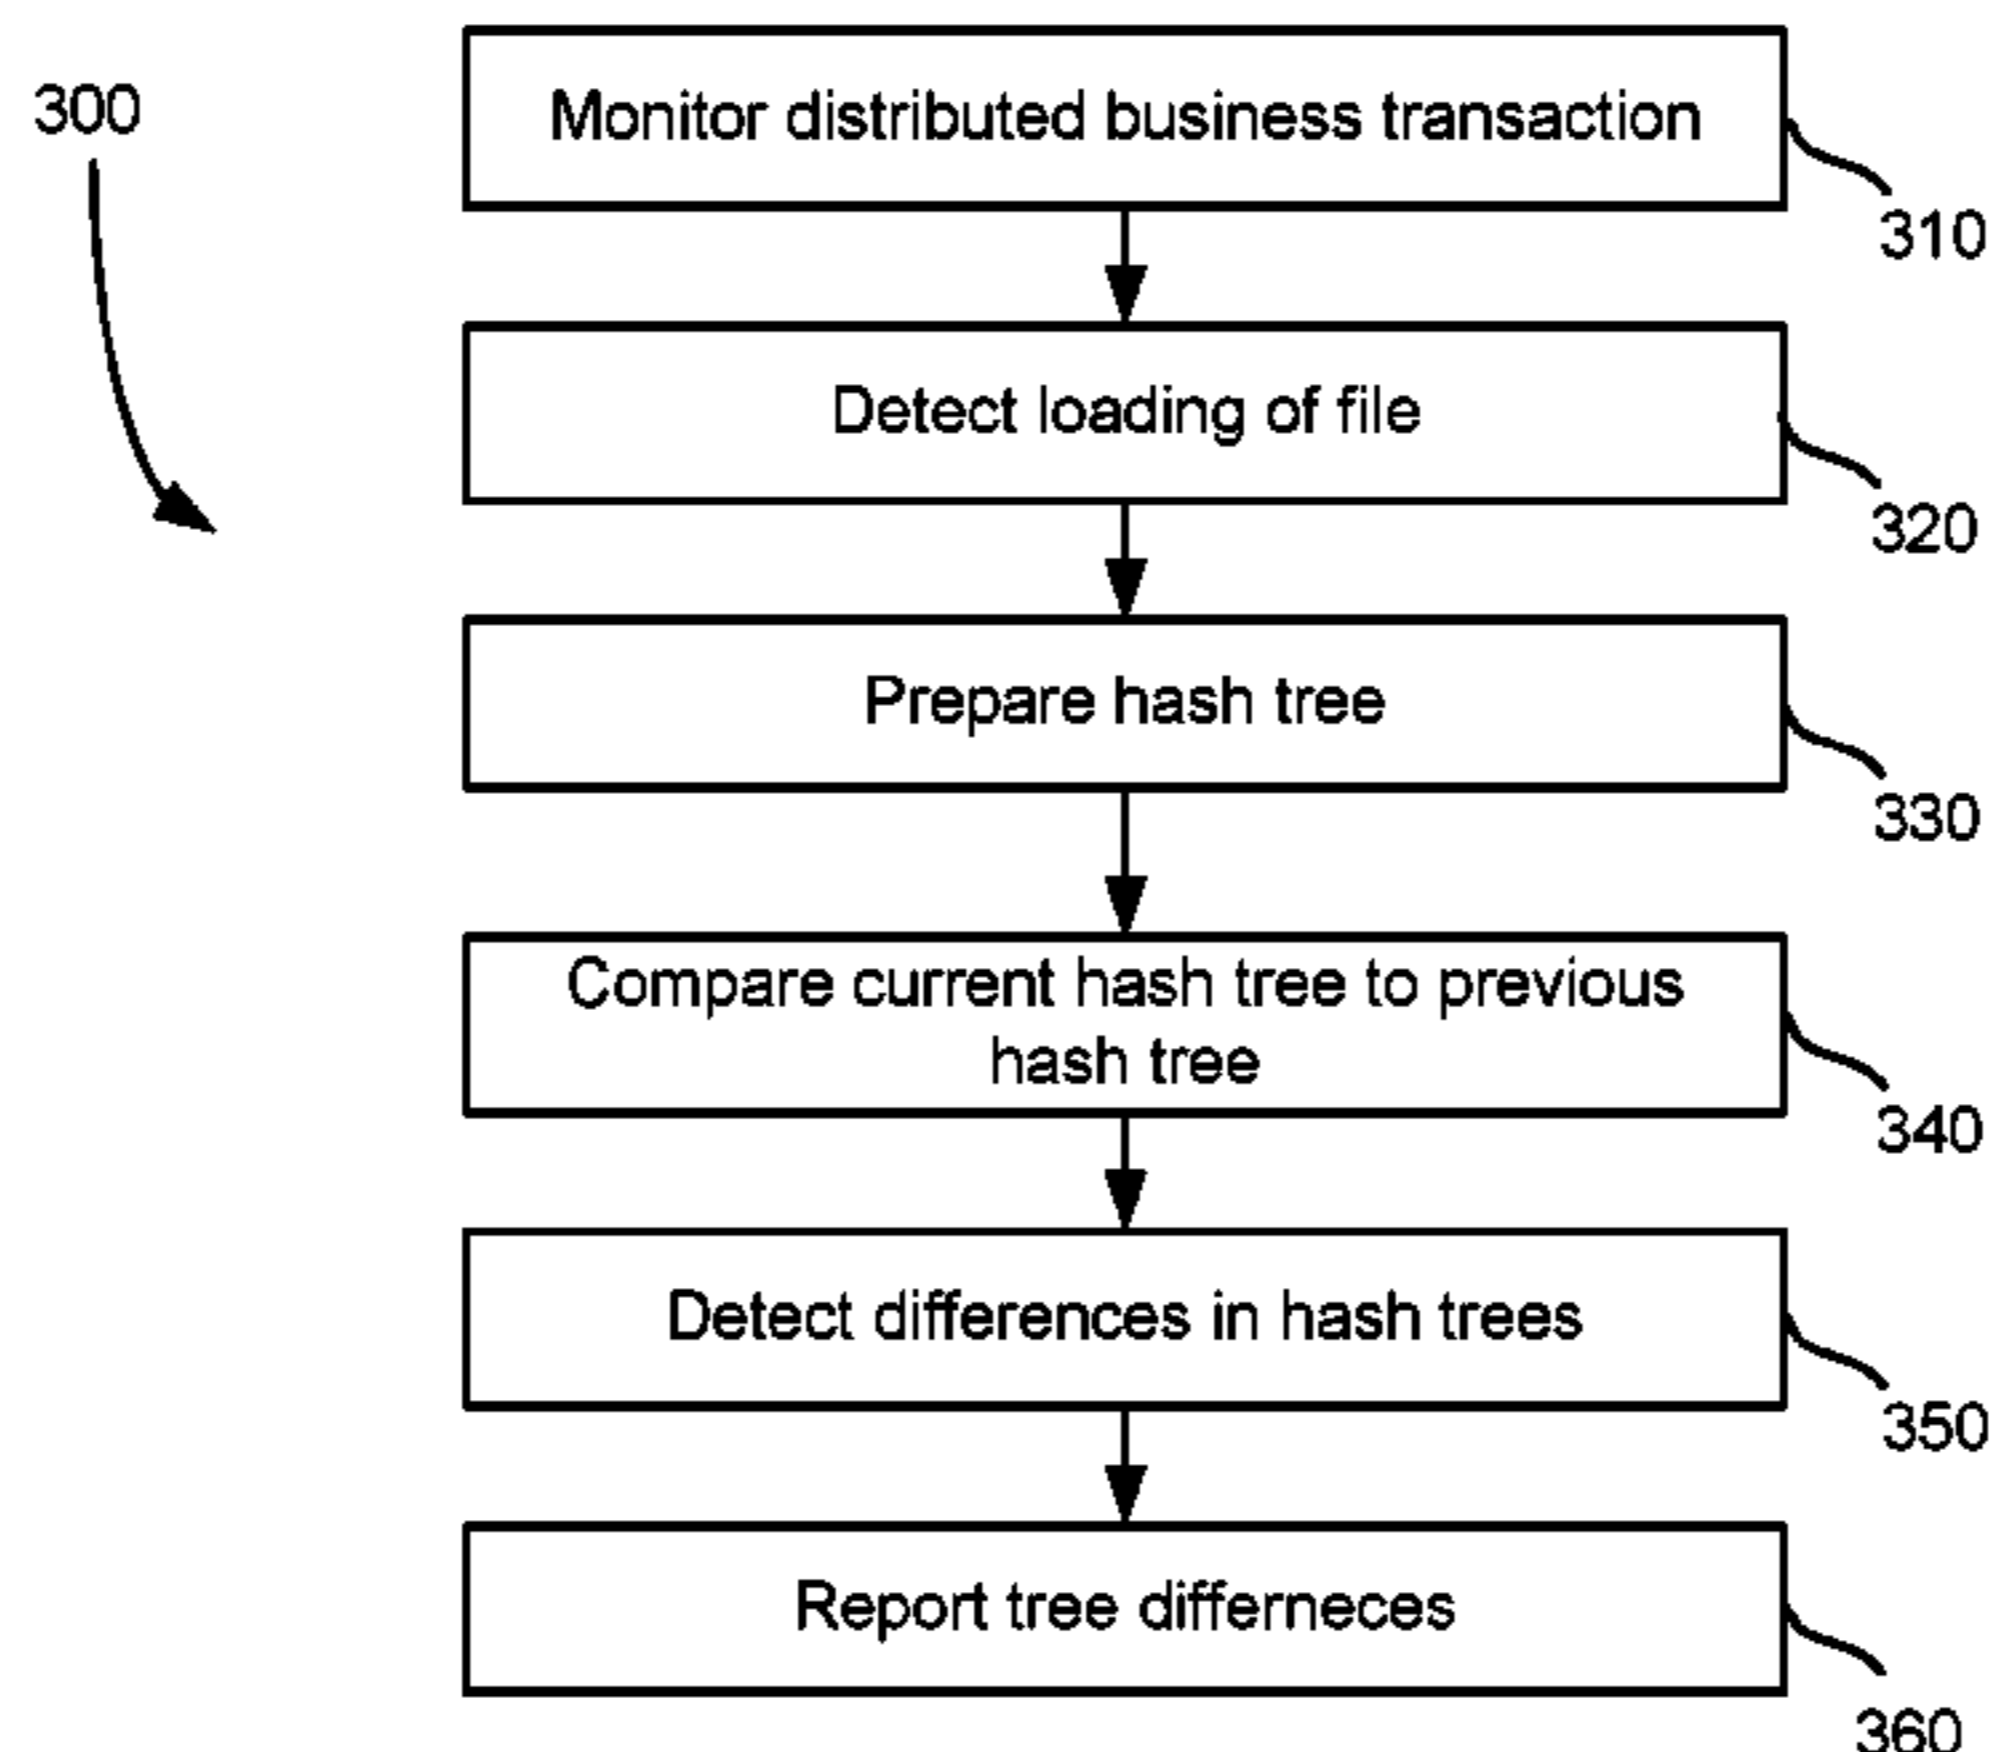 300
Monitor distributed business transaction
310
Detect loading of file
320
Prepare hash tree
330
Compare current hash tree to previous
hash tree
340
Detect differences in hash trees
350
Report tree differneces
360